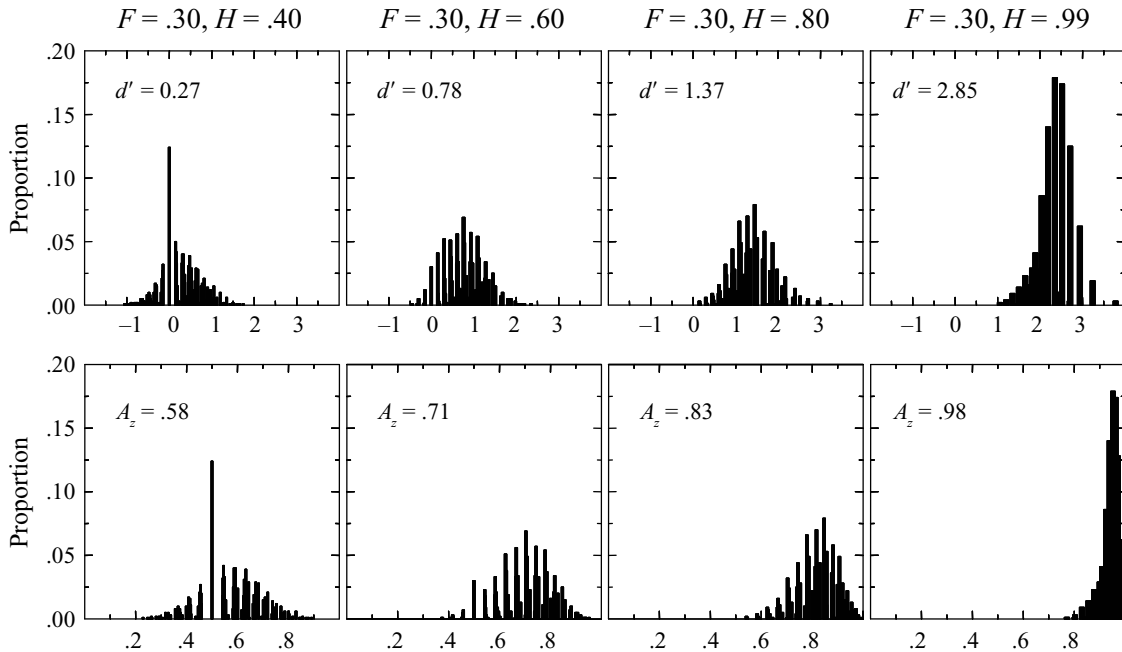 F = .30, H = .40 F = .30, H = .60 F = .30, H = .80 F = .30, H = .99
.20
.15
.10
.05
.00
Proportion
d′ = 0.27 d′ = 0.78 d′ = 1.37 d′ = 2.85
−1 0 1 2 3 −1 0 1 2 3 −1 0 1 2 3 −1 0 1 2 3
.20
.15
.10
.05
.00
Proportion
Az = .58 Az = .71 Az = .83 Az = .98
.2 .4 .6 .8 .2 .4 .6 .8 .2 .4 .6 .8 .2 .4 .6 .8